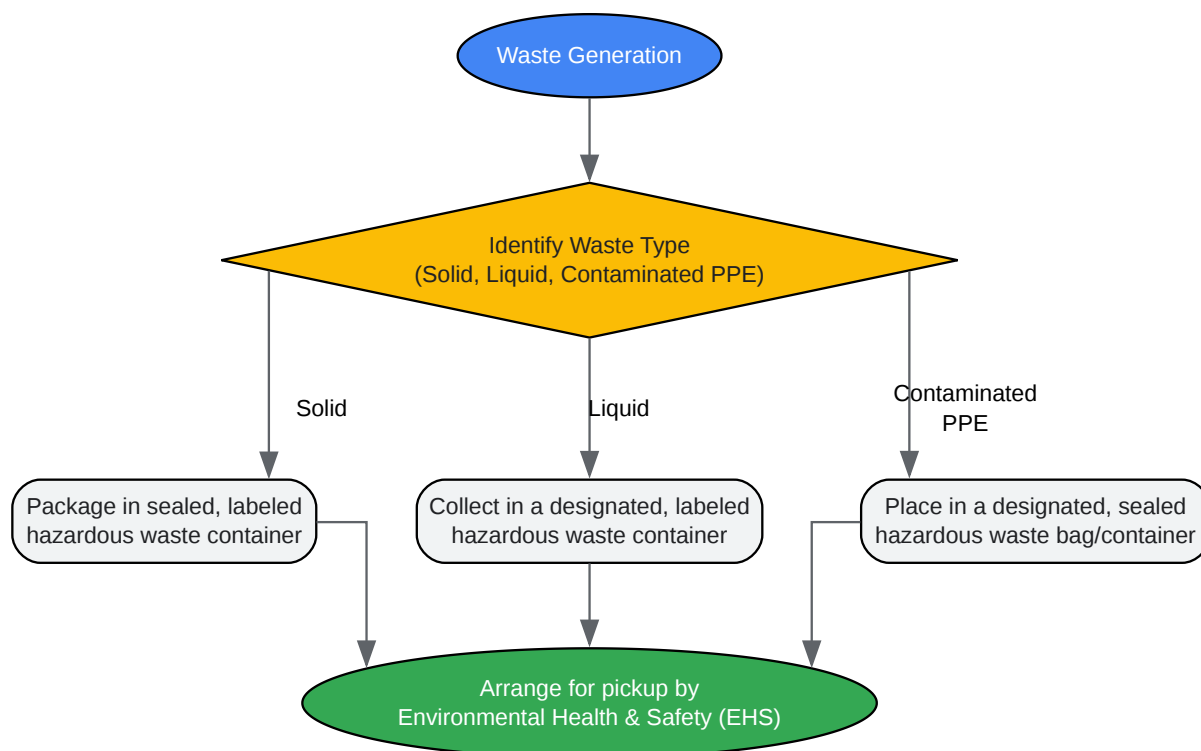 Waste Generation
Identify Waste Type
(Solid, Liquid, Contaminated PPE)
Solid
Liquid
Contaminated
PPE
Package in sealed, labeled
hazardous waste container
Collect in a designated, labeled
hazardous waste container
Place in a designated, sealed
hazardous waste bag/container
Arrange for pickup by
Environmental Health & Safety (EHS)